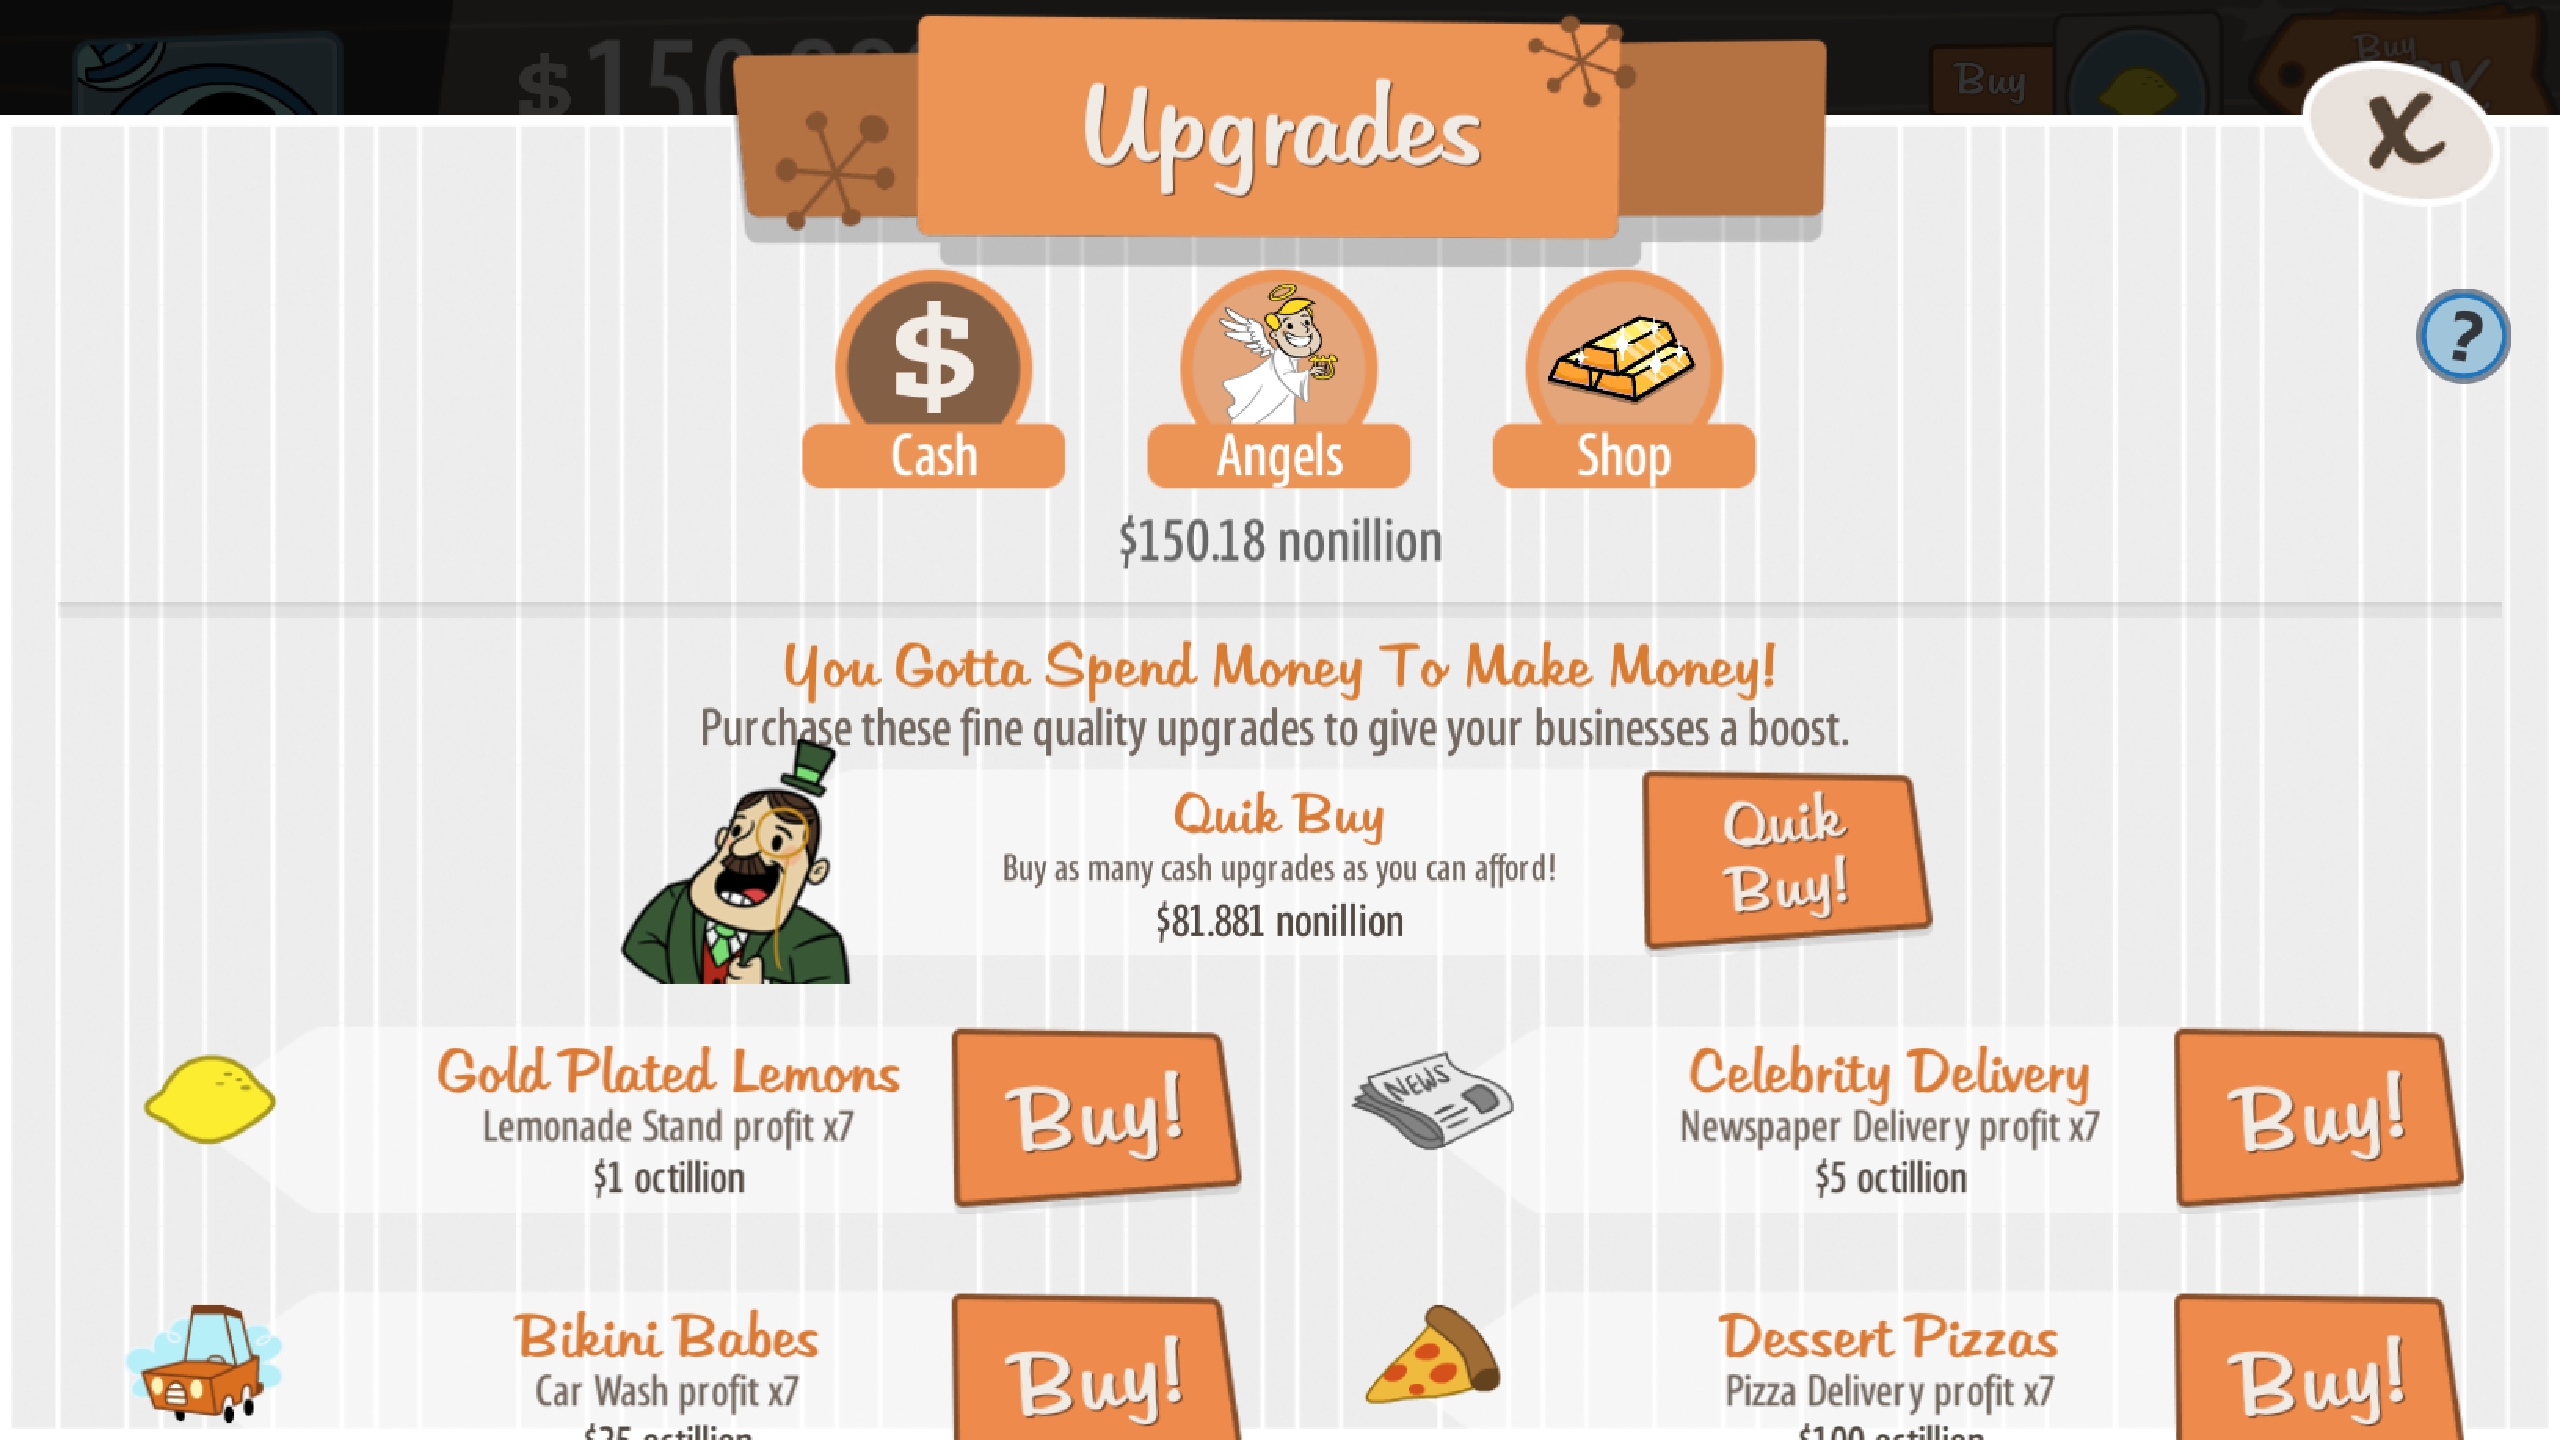 $150
Buy
Buy
Upgrades
X
$
?
Cash
Angels
Shop
$150.18 nonillion
You Gotta Spend Money To Make Money!
Purchase these fine quality upgrades to give your businesses a boost.
Quik Buy
Buy as many cash upgrades as you can afford!
$81.881 nonillion
Quik
Buy!
Gold Plated Lemons
Lemonade Stand profit x7
$1 octillion
Buy!
NEWS
Celebrity Delivery
Newspaper Delivery profit x7
$5 octillion
Buy!
Bikini Babes
Car Wash profit x7
$25 octillion
Buy!
Dessert Pizzas
Pizza Delivery profit x7
$100 octillion
Buy!